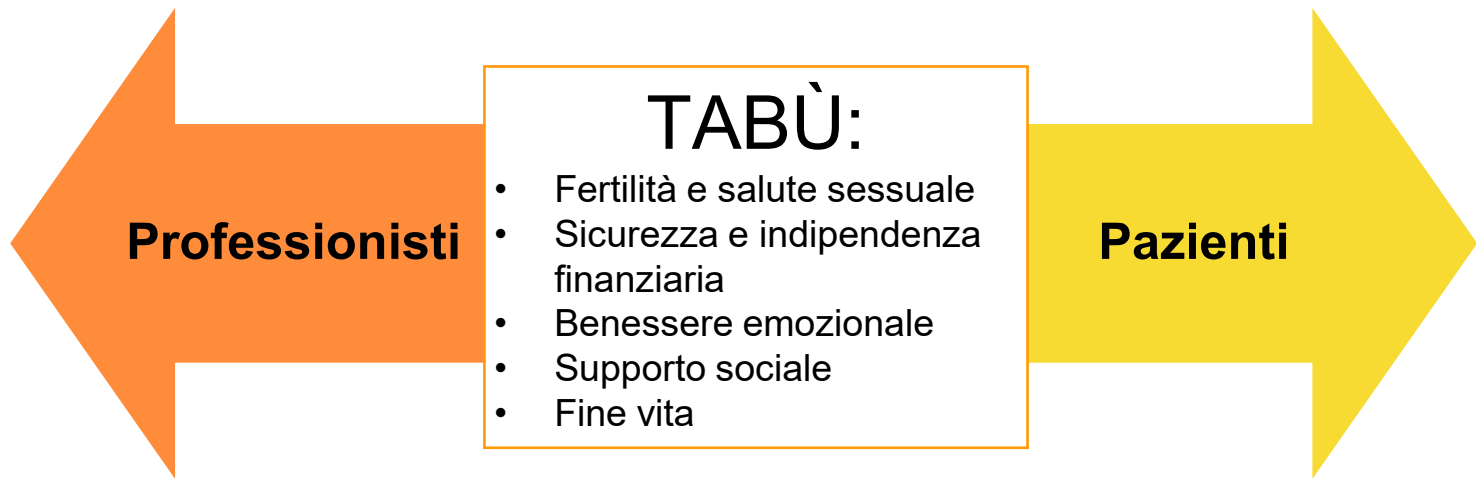 Professionisti
TABÙ:
• Fertilità e salute sessuale
• Sicurezza e indipendenza
finanziaria
• Benessere emozionale
• Supporto sociale
• Fine vita
Pazienti